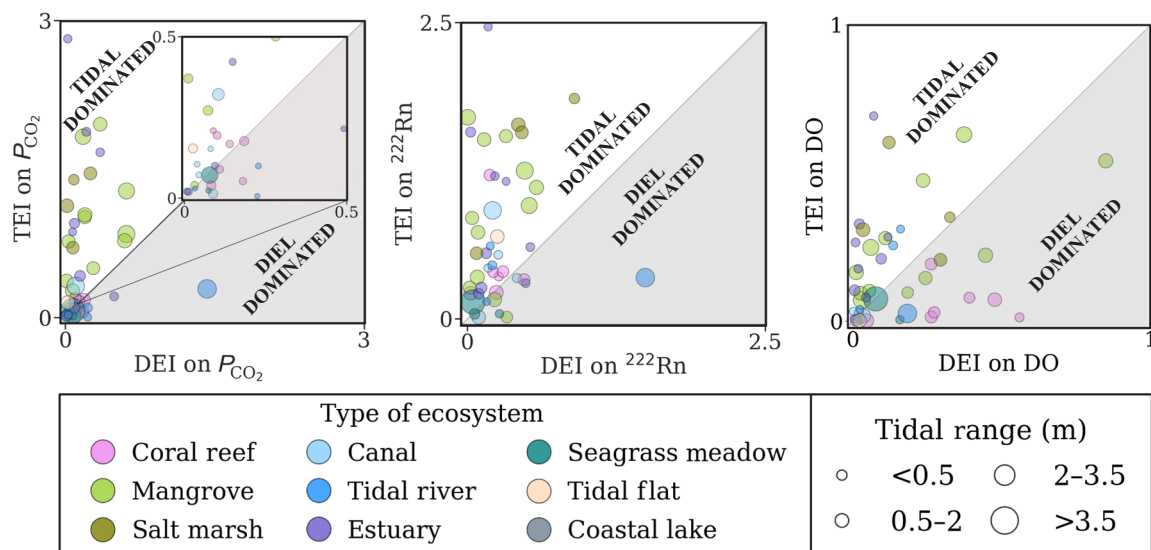 3
TEI on P_CO2
0
0
3
DEI on P_CO2
TIDAL
DOMINATED
DIEL
DOMINATED
0.5
0
0
0.5
2.5
TEI on ²²²Rn
0
0
2.5
DEI on ²²²Rn
TIDAL
DOMINATED
DIEL
DOMINATED
1
TEI on DO
0
0
1
DEI on DO
TIDAL
DOMINATED
DIEL
DOMINATED
Type of ecosystem
Coral reef
Canal
Seagrass meadow
Mangrove
Tidal river
Tidal flat
Salt marsh
Estuary
Coastal lake
Tidal range (m)
<0.5
2–3.5
0.5–2
>3.5